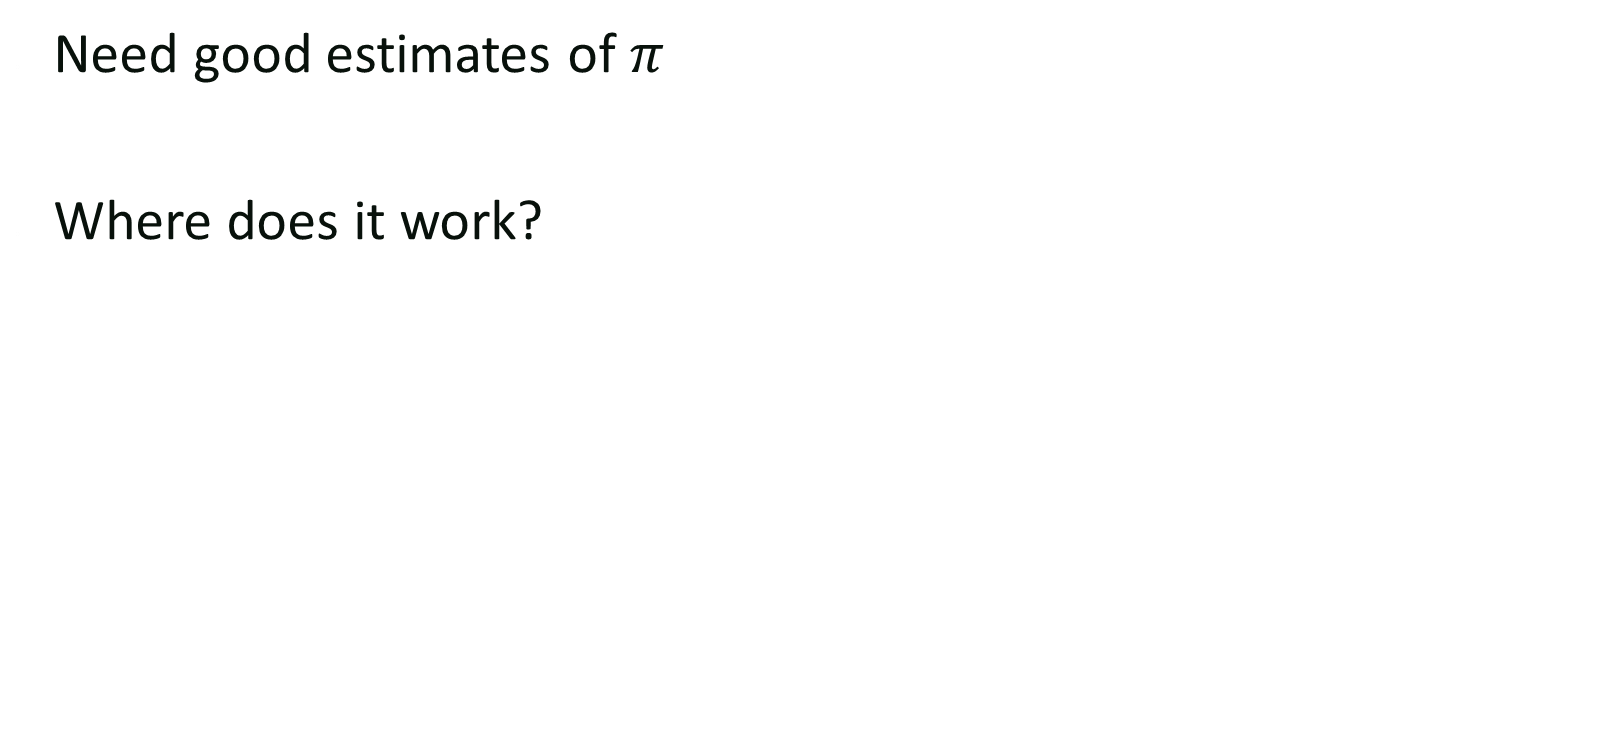 Need good estimates of 𝜋
Where does it work?